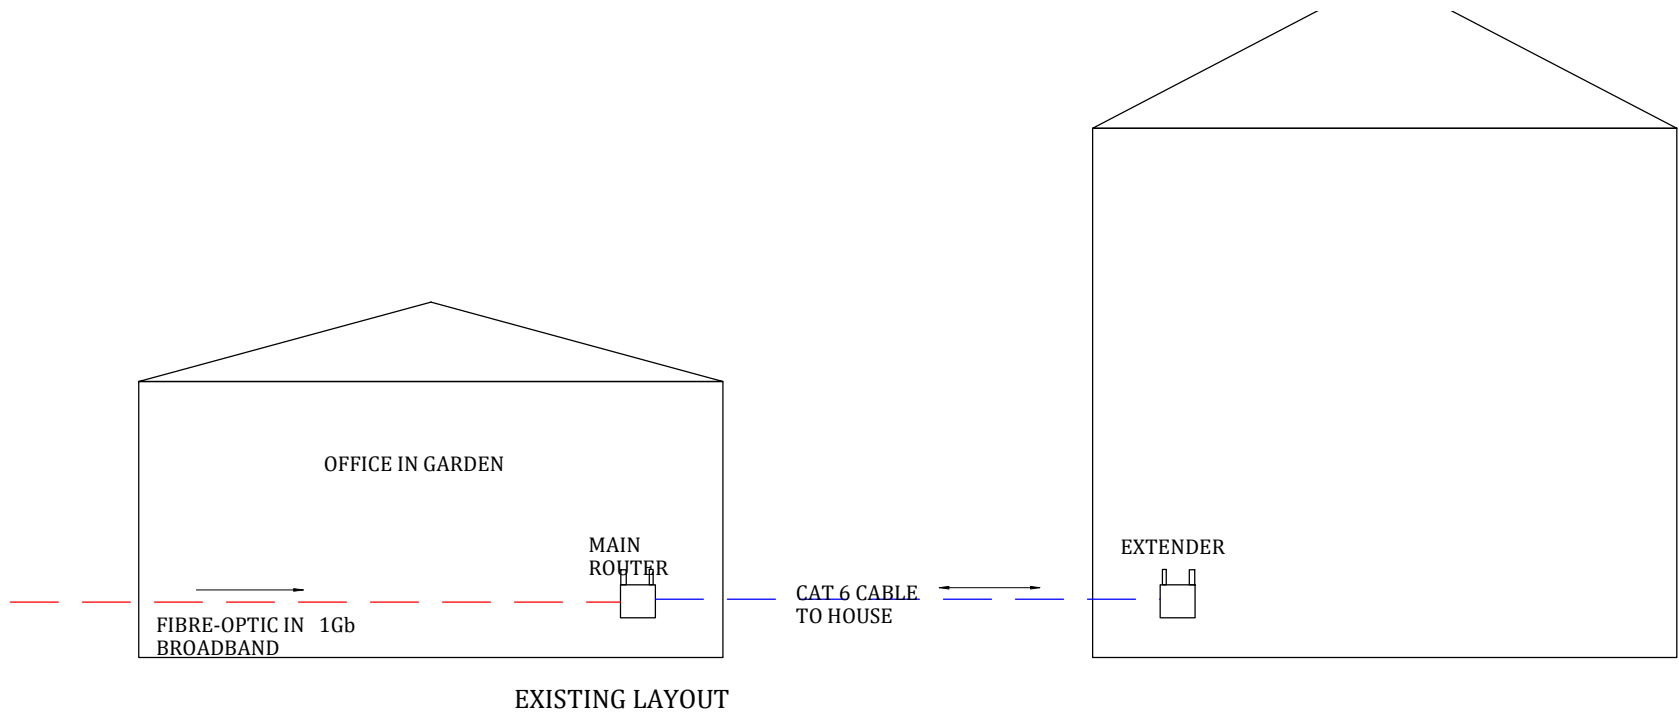 OFFICE IN GARDEN
MAIN
ROUTER
EXTENDER
CAT 6 CABLE
TO HOUSE
FIBRE-OPTIC IN 1Gb
BROADBAND
EXISTING LAYOUT